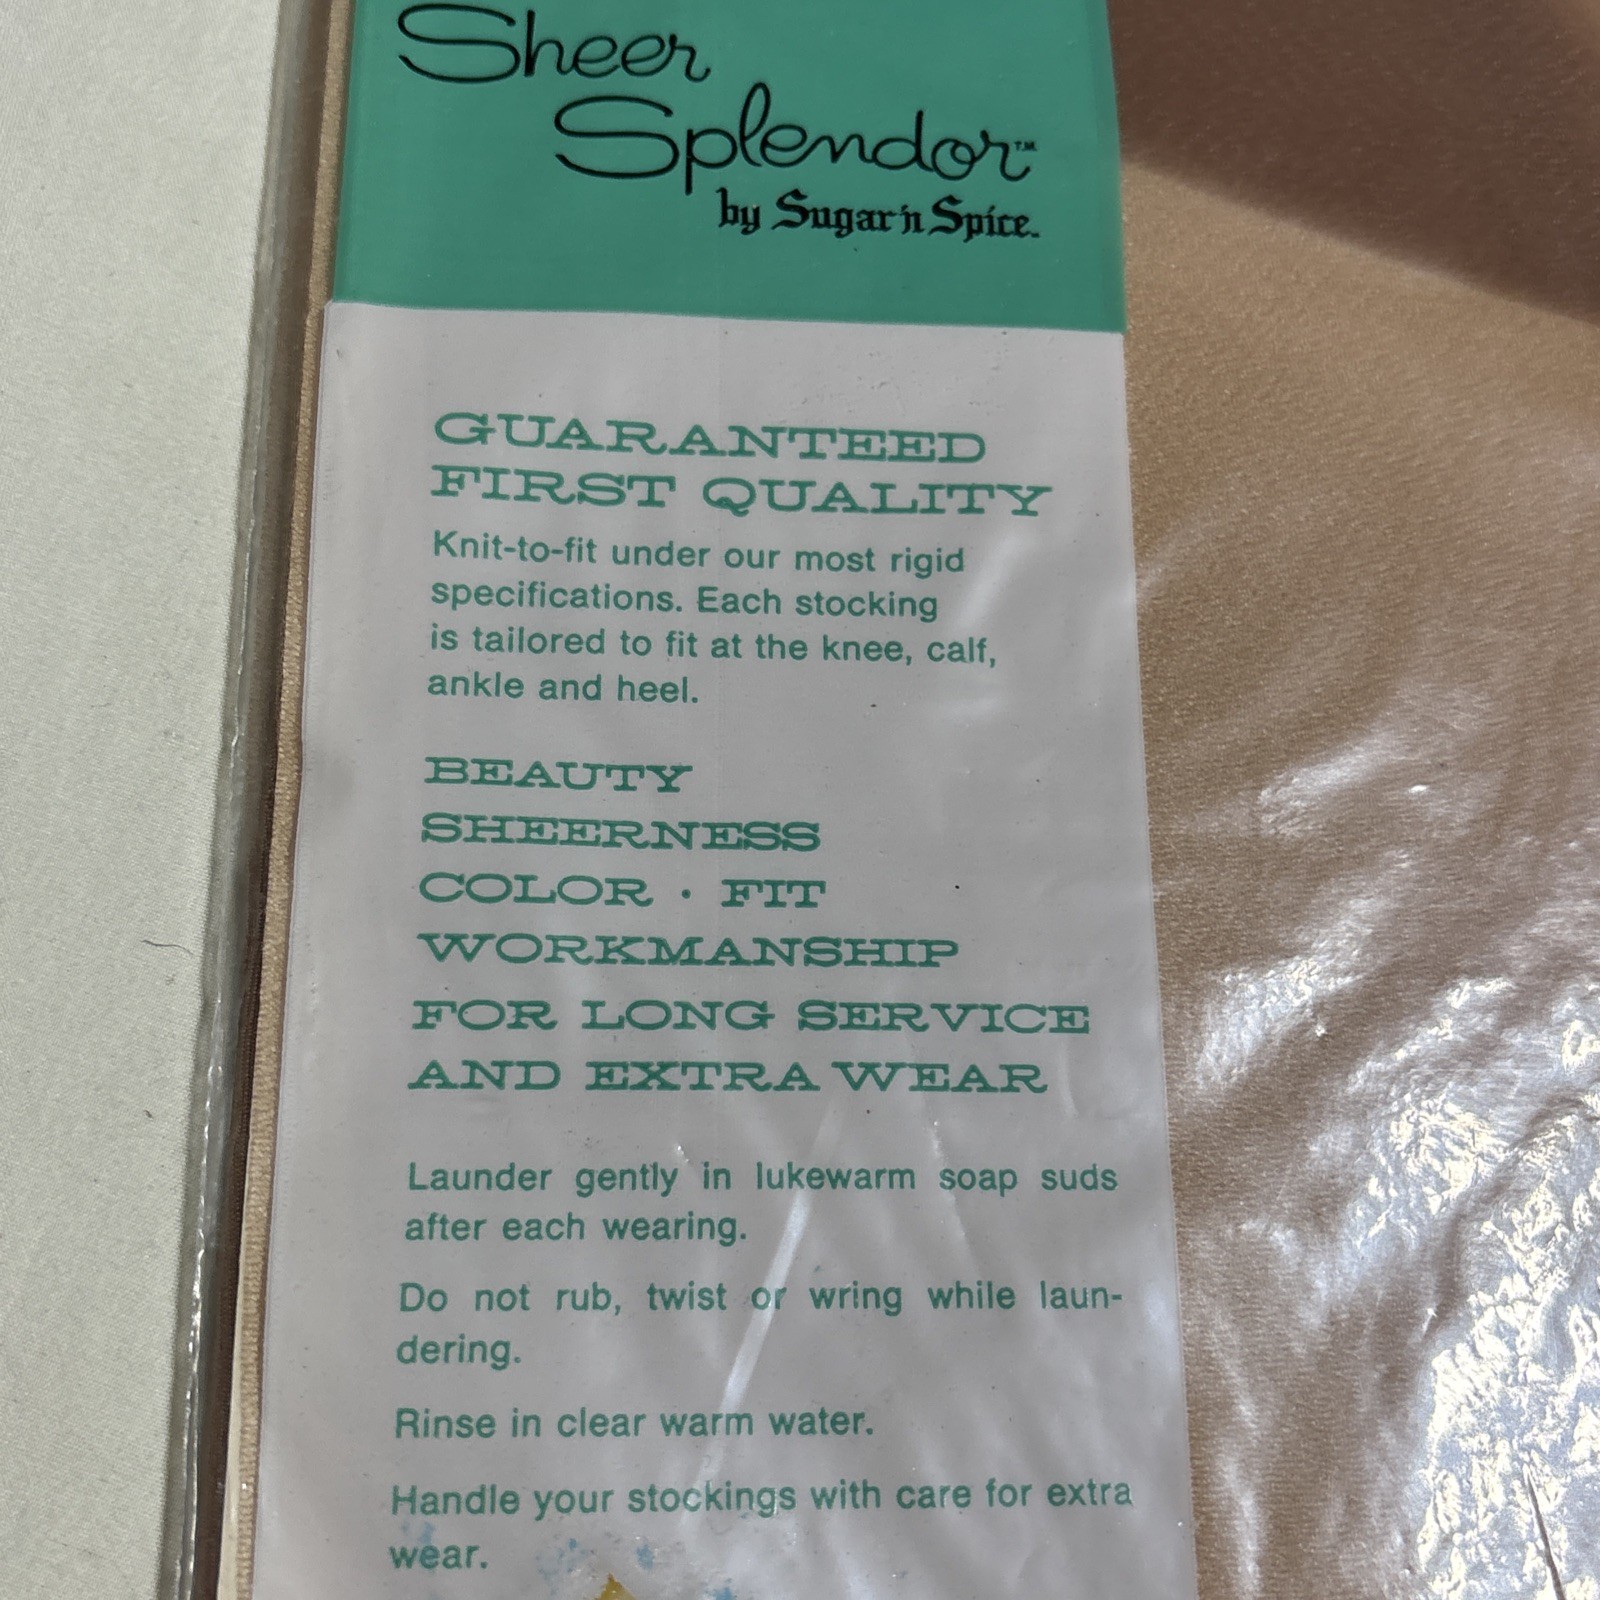 Sheer
Splendor™
by Sugar'n Spice.
GUARANTEED
FIRST QUALITY
Knit-to-fit under our most rigid
specifications. Each stocking
is tailored to fit at the knee, calf,
ankle and heel.
BEAUTY
SHEERNESS
COLOR · FIT
WORKMANSHIP
FOR LONG SERVICE
AND EXTRA WEAR
Launder gently in lukewarm soap suds
after each wearing.
Do not rub, twist or wring while laun-
dering.
Rinse in clear warm water.
Handle your stockings with care for extra
wear.